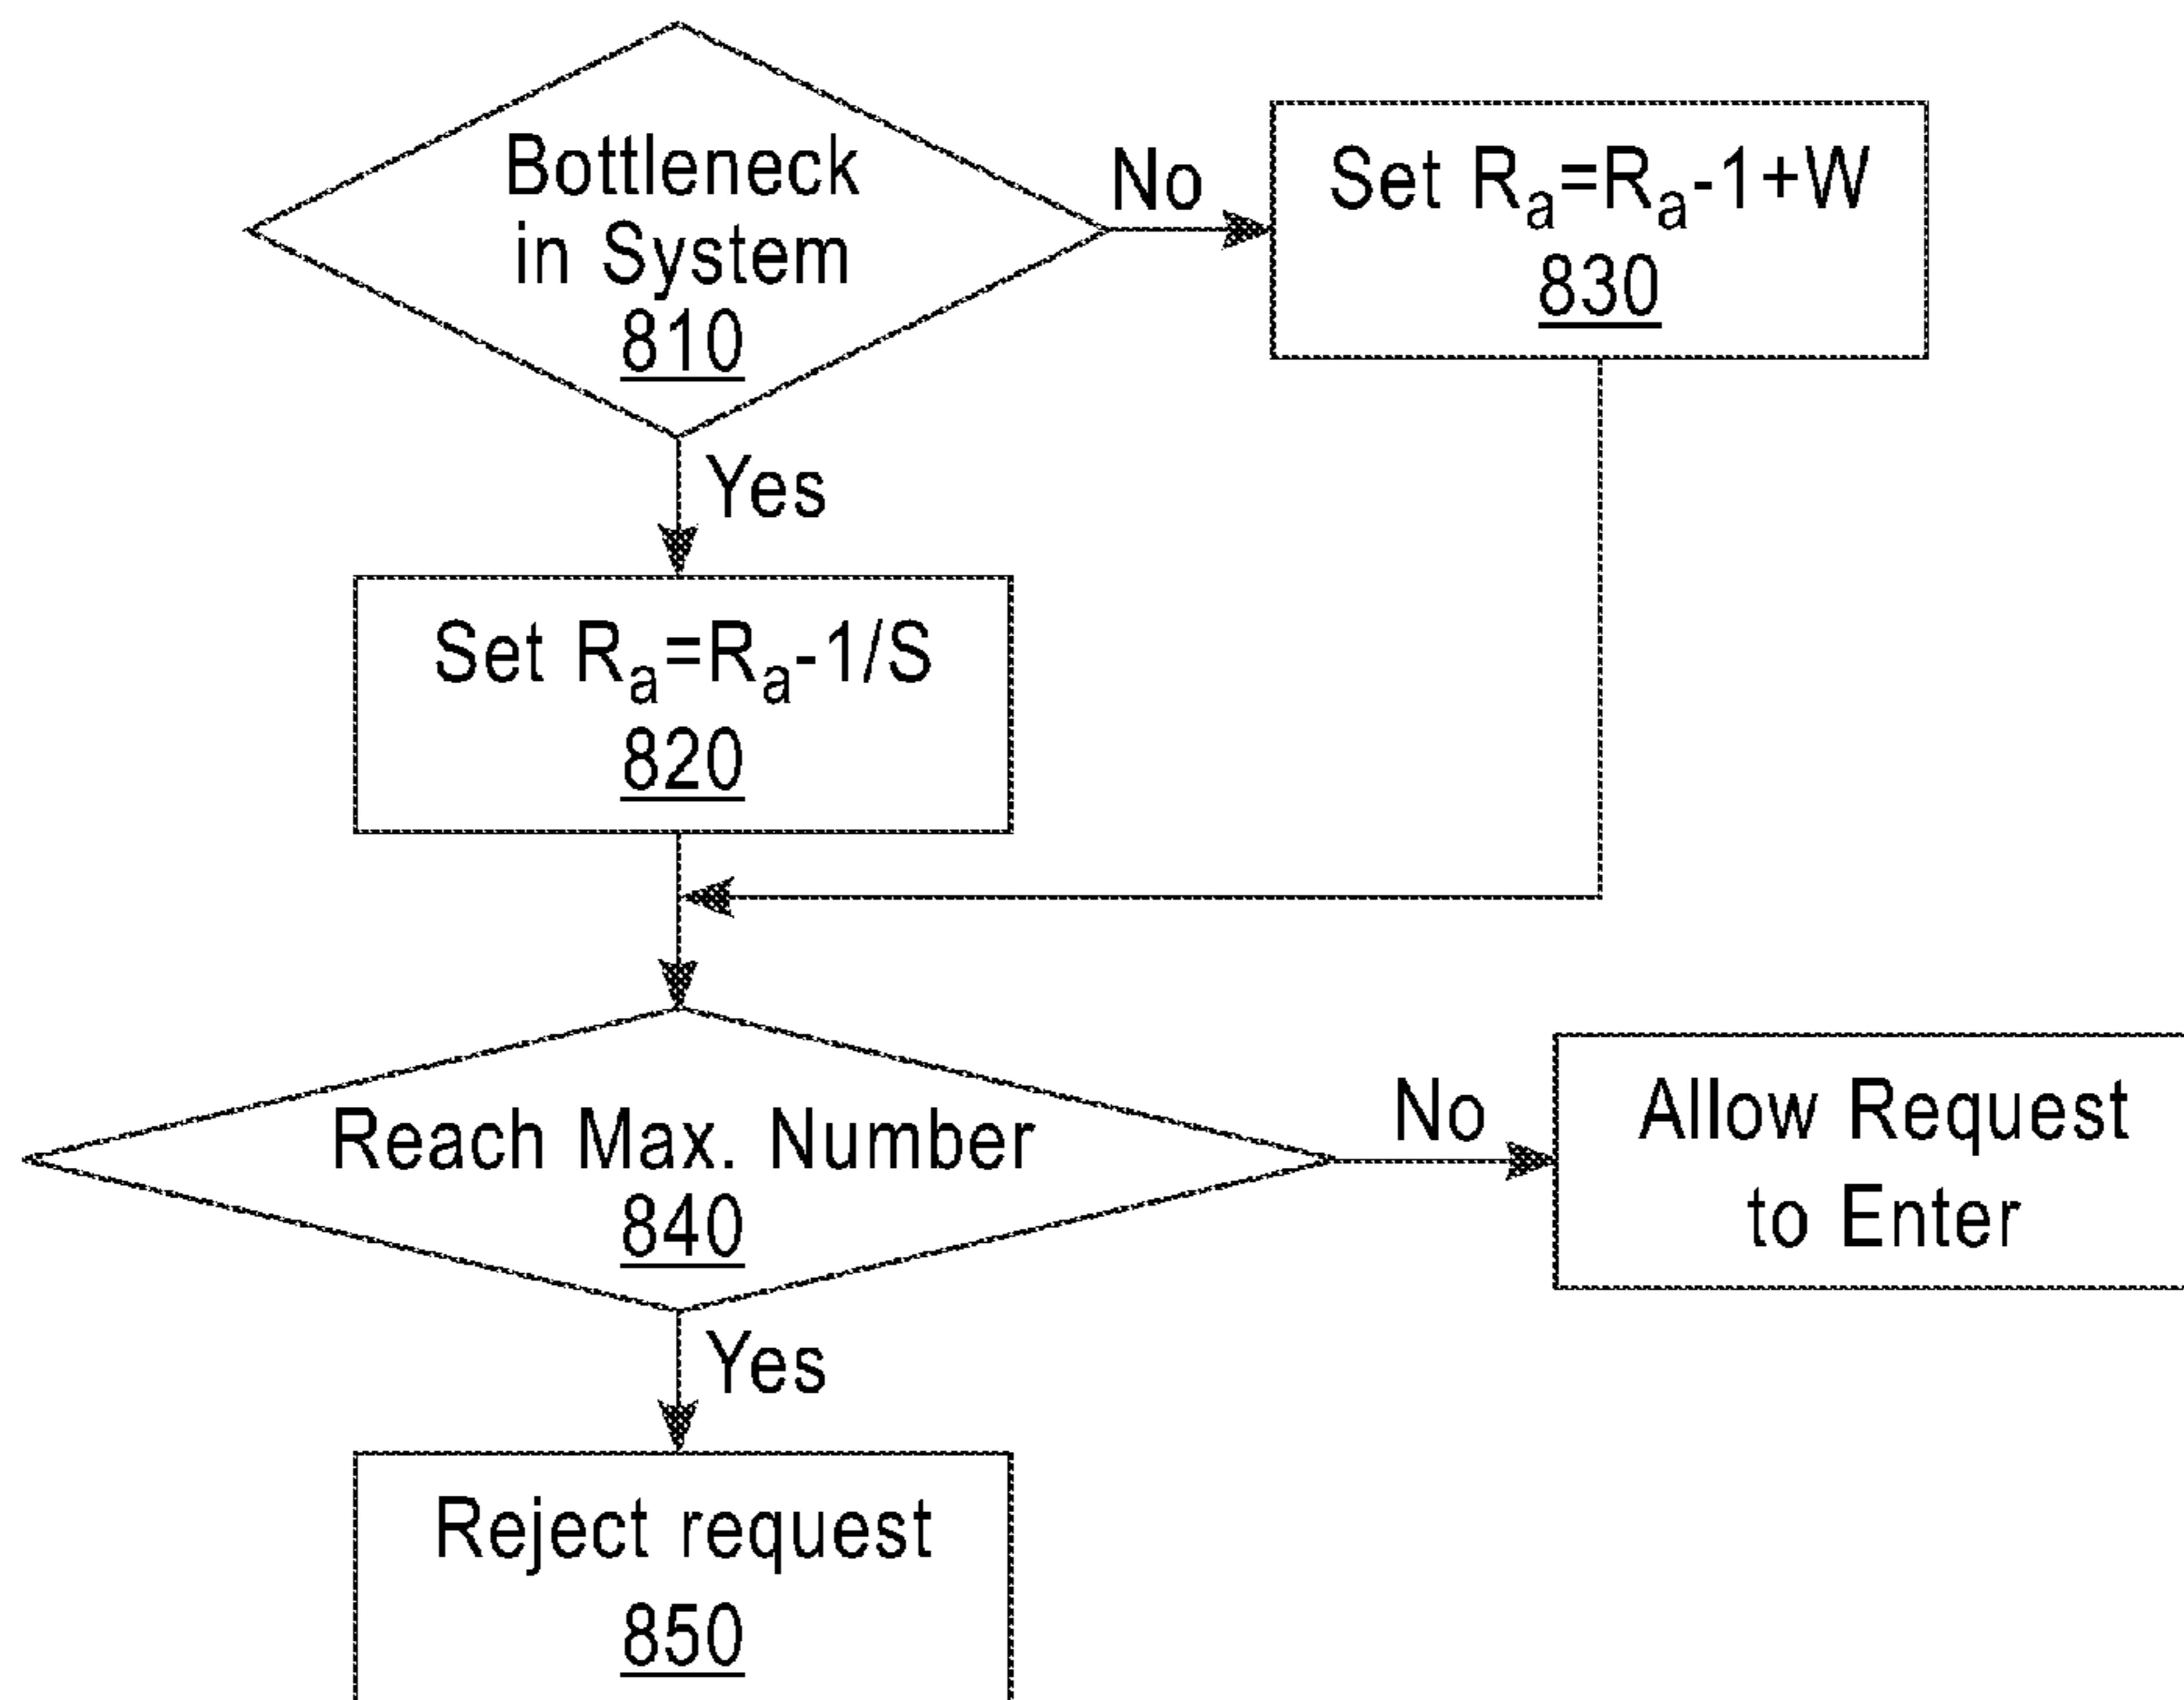 Bottleneck
in System
810
No
Set Ra=Ra-1+W
830
Yes
Set Ra=Ra-1/S
820
Reach Max. Number
840
No
Allow Request
to Enter
Yes
Reject request
850